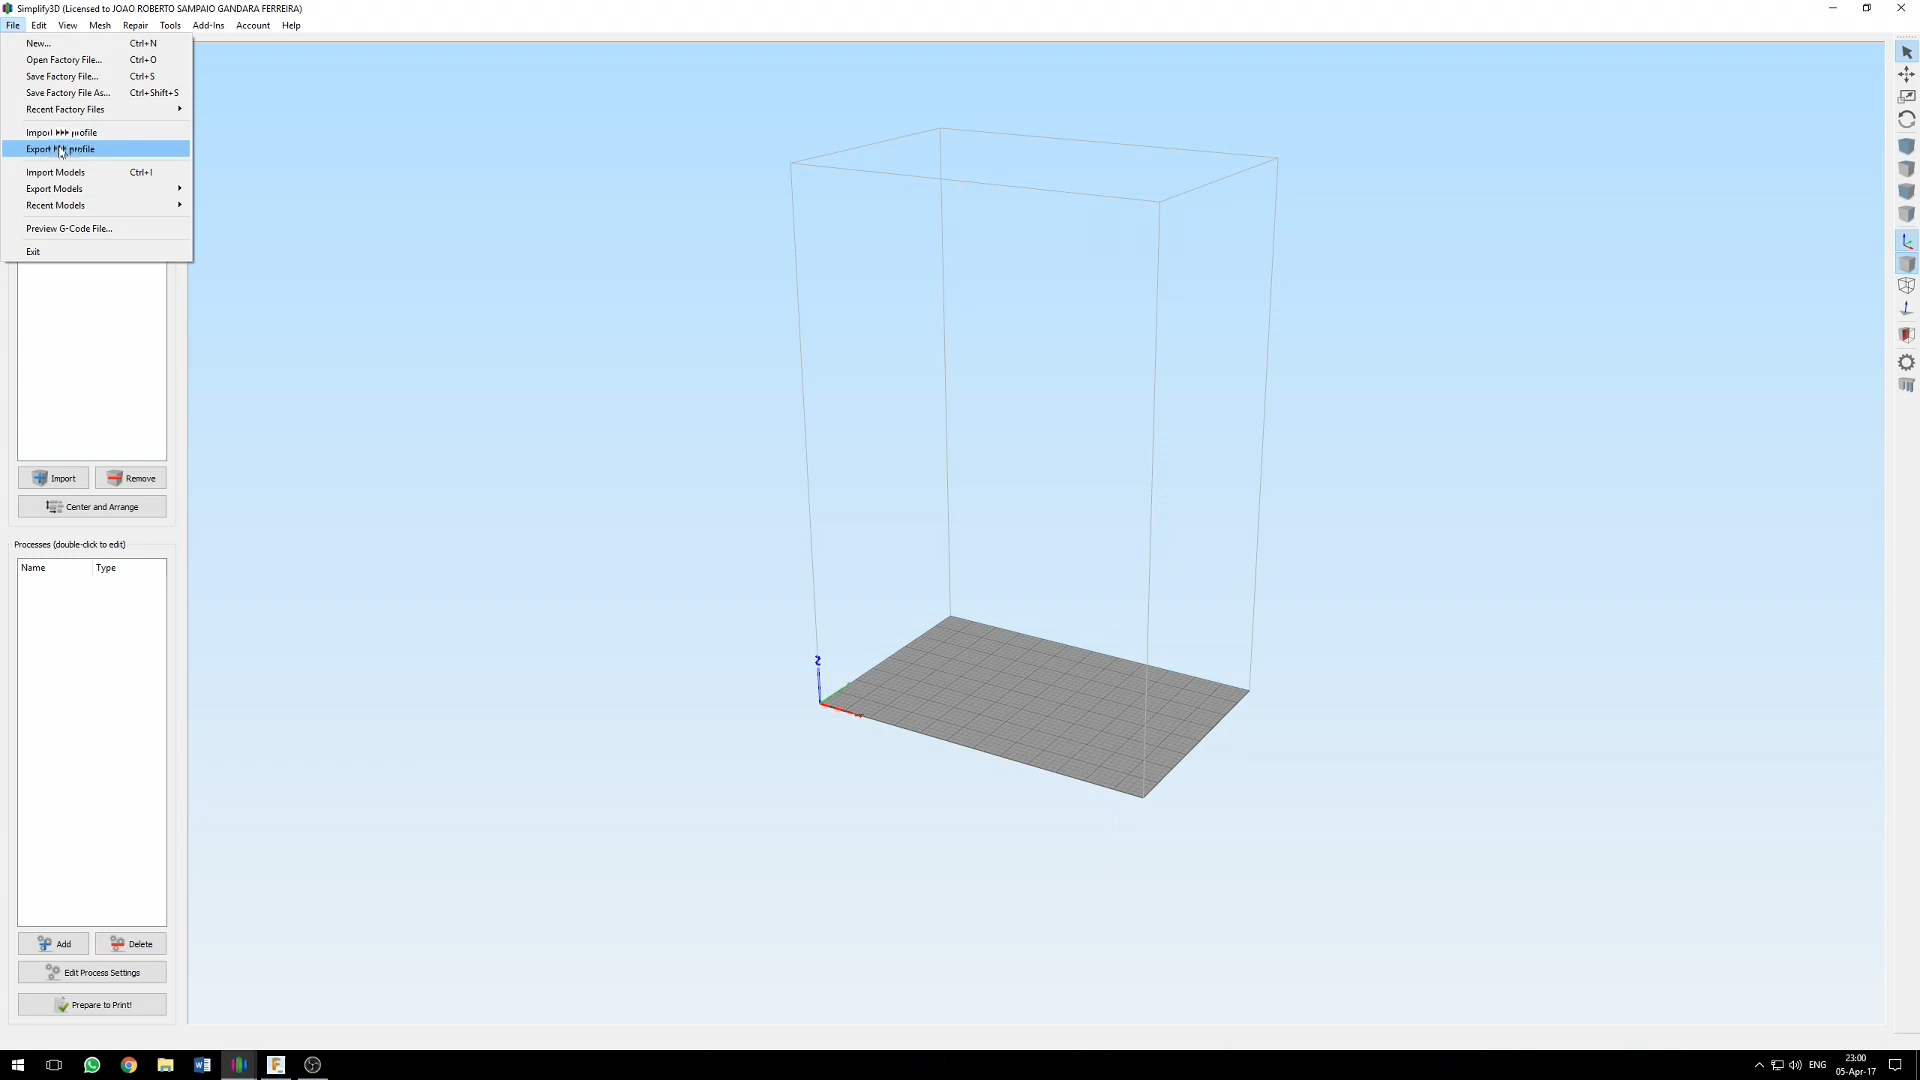 Simplify3D (Licensed to JOAO ROBERTO SAMPAIO GANDARA FERREIRA)
File Edit View Mesh Repair Tools Add-Ins Account Help
New... Ctrl+N
Open Factory File... Ctrl+O
Save Factory File... Ctrl+S
Save Factory File As... Ctrl+Shift+S
Recent Factory Files
Import profile
Export profile
Import Models Ctrl+I
Export Models
Recent Models
Preview G-Code File...
Exit
Import Remove
Center and Arrange
Processes (double-click to edit)
Name Type
Add Delete
Edit Process Settings
Prepare to Print!
Z
ENG
23:00
05-Apr-17